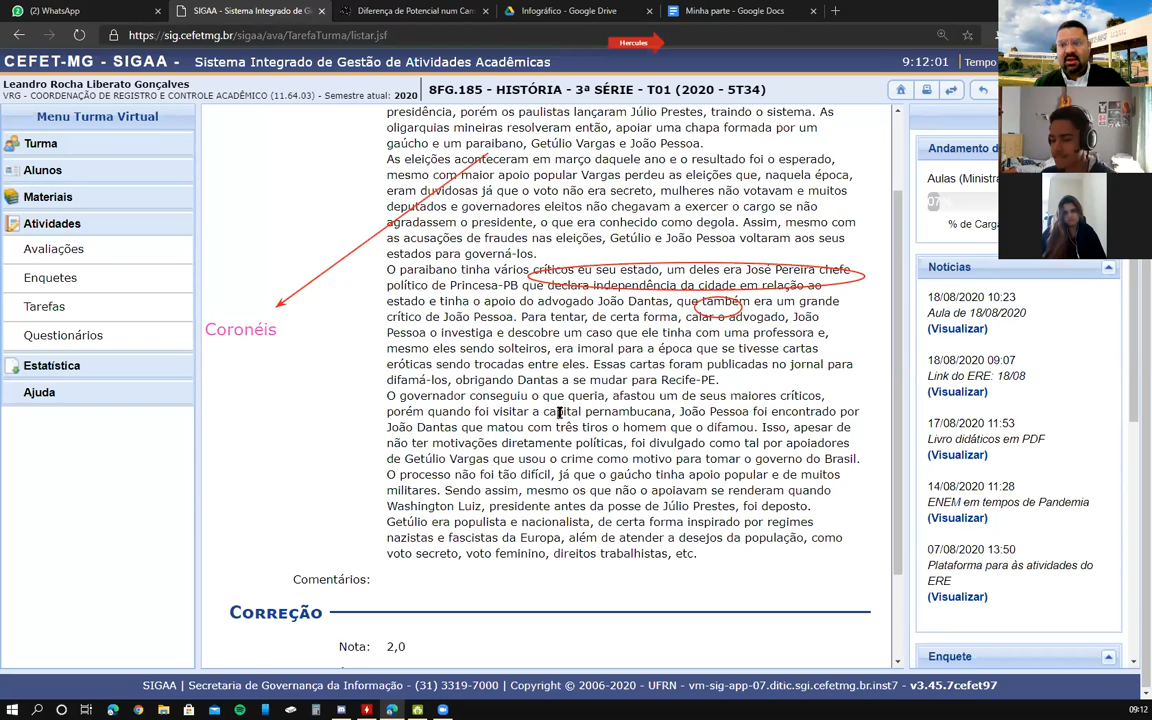 (2) WhatsApp
SIGAA - Sistema Integrado de G
Diferença de Potencial num Cam
Infográfico - Google Drive
Minha parte - Google Docs
https://sig.cefetmg.br/sigaa/TarefaTurma/listar.jsf
Hercules
CEFET-MG - SIGAA - Sistema Integrado de Gestão de Atividades Acadêmicas
9:12:01 Tempo
Leandro Rocha Liberato Gonçalves
VRG - COORDENAÇÃO DE REGISTRO E CONTROLE ACADÊMICO (11.64.03) - Semestre atual: 2020
8FG.185 - HISTÓRIA - 3ª SÉRIE - T01 (2020 - 5T34)
Menu Turma Virtual
Turma
Alunos
Materiais
Atividades
Avaliações
Enquetes
Tarefas
Questionários
Estatística
Ajuda
Coronéis
presidência, porém os paulistas lançaram Júlio Prestes, traindo o sistema. As
oligarquias mineiras resolveram então, apoiar uma chapa formada por um
gaúcho e um paraibano, Getúlio Vargas e João Pessoa.
As eleições aconteceram em março daquele ano e o resultado foi o esperado,
mesmo com maior apoio popular Vargas perdeu as eleições que, naquela época,
eram duvidosas já que o voto não era secreto, mulheres não votavam e muitos
deputados e governadores eleitos não chegavam a exercer o cargo se não
agradassem o presidente, o que era conhecido como degola. Assim, mesmo com
as acusações de fraudes nas eleições, Getúlio e João Pessoa voltaram aos seus
estados para governá-los.
O paraibano tinha vários críticos eu seu estado, um deles era José Pereira chefe
político de Princesa-PB que declara independência da cidade em relação ao
estado e tinha o apoio do advogado João Dantas, que também era um grande
crítico de João Pessoa. Para tentar, de certa forma, calar o advogado, João
Pessoa o investiga e descobre um caso que ele tinha com uma professora e,
mesmo eles sendo solteiros, era imoral para a época que se tivesse cartas
eróticas sendo trocadas entre eles. Essas cartas foram publicadas no jornal para
difamá-los, obrigando Dantas a se mudar para Recife-PE.
O governador conseguiu o que queria, afastou um de seus maiores críticos,
porém quando foi visitar a capital pernambucana, João Pessoa foi encontrado por
João Dantas que matou com três tiros o homem que o difamou. Isso, apesar de
não ter motivações diretamente políticas, foi divulgado como tal por apoiadores
de Getúlio Vargas que usou o crime como motivo para tomar o governo do Brasil.
O processo não foi tão difícil, já que o gaúcho tinha apoio popular e de muitos
militares. Sendo assim, mesmo os que não o apoiavam se renderam quando
Washington Luiz, presidente antes da posse de Júlio Prestes, foi deposto.
Getúlio era populista e nacionalista, de certa forma inspirado por regimes
nazistas e fascistas da Europa, além de atender a desejos da população, como
voto secreto, voto feminino, direitos trabalhistas, etc.
Comentários:
CORREÇÃO
Nota: 2,0
Andamento d
Aulas (Ministra
% de Carga
Notícias
18/08/2020 10:23
Aula de 18/08/2020
(Visualizar)
18/08/2020 09:07
Link do ERE: 18/08
(Visualizar)
17/08/2020 11:53
Livro didáticos em PDF
(Visualizar)
14/08/2020 11:28
ENEM em tempos de Pandemia
(Visualizar)
07/08/2020 13:50
Plataforma para às atividades do
ERE
(Visualizar)
Enquete
SIGAA | Secretaria de Governança da Informação - (31) 3319-7000 | Copyright © 2006-2020 - UFRN - vm-sig-app-07.ditic.sgi.cefetmg.br.inst7 - v3.45.7cefet97
09:12